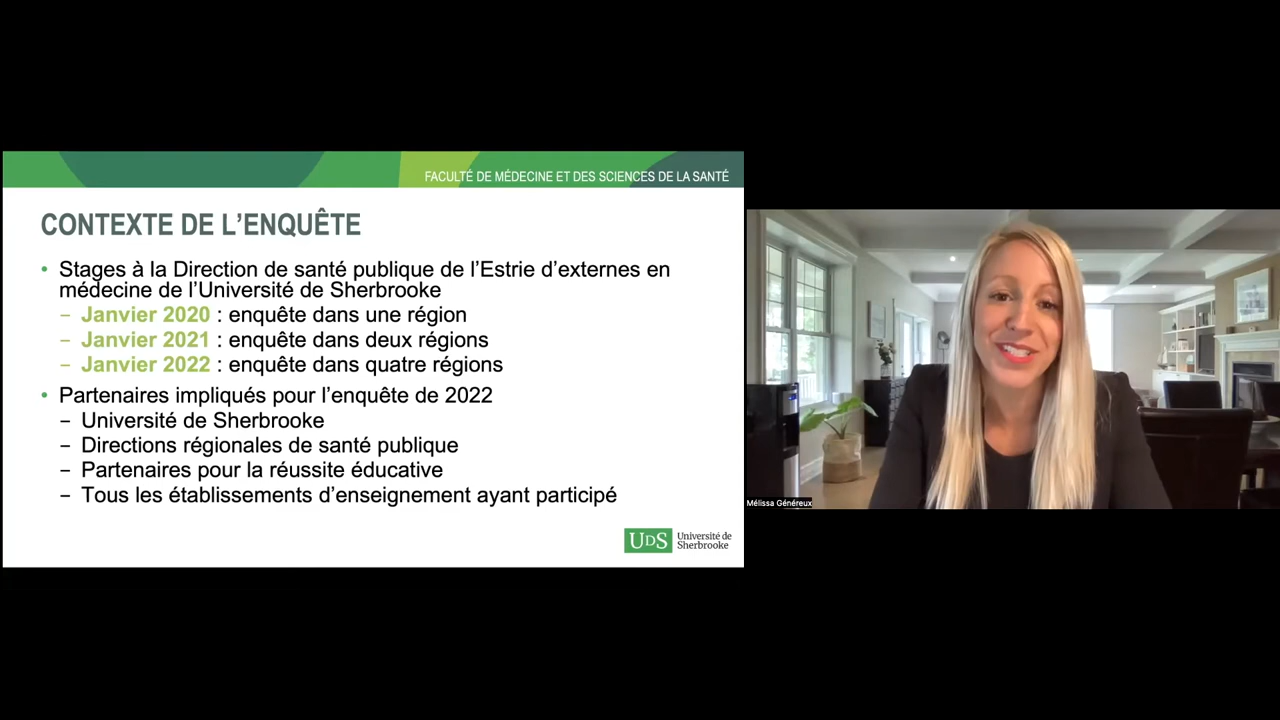 FACULTÉ DE MÉDECINE ET DES SCIENCES DE LA SANTÉ
CONTEXTE DE L'ENQUÊTE
• Stages à la Direction de santé publique de l'Estrie d'externes en
médecine de l'Université de Sherbrooke
– Janvier 2020 : enquête dans une région
– Janvier 2021 : enquête dans deux régions
– Janvier 2022 : enquête dans quatre régions
• Partenaires impliqués pour l'enquête de 2022
– Université de Sherbrooke
– Directions régionales de santé publique
– Partenaires pour la réussite éducative
– Tous les établissements d'enseignement ayant participé
UDS Université de
Sherbrooke
Mélissa Généreux